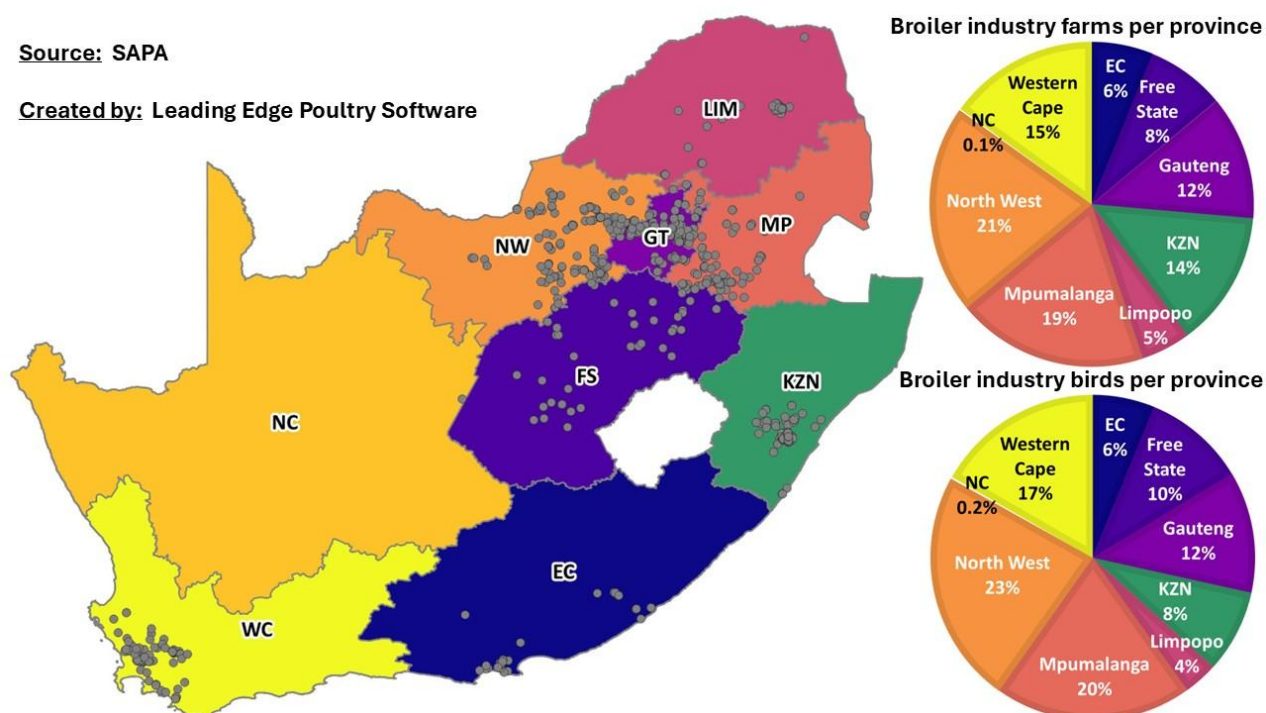 Source: SAPA
Created by: Leading Edge Poultry Software
LIM
NW
GT
MP
FS
KZN
NC
EC
WC
Broiler industry farms per province
EC
6%
Free
State
8%
Gauteng
12%
KZN
14%
Limpopo
5%
Mpumalanga
19%
North West
21%
NC
0.1%
Western
Cape
15%
Broiler industry birds per province
EC
6%
Free
State
10%
Gauteng
12%
KZN
8%
Limpopo
4%
Mpumalanga
20%
North West
23%
NC
0.2%
Western
Cape
17%